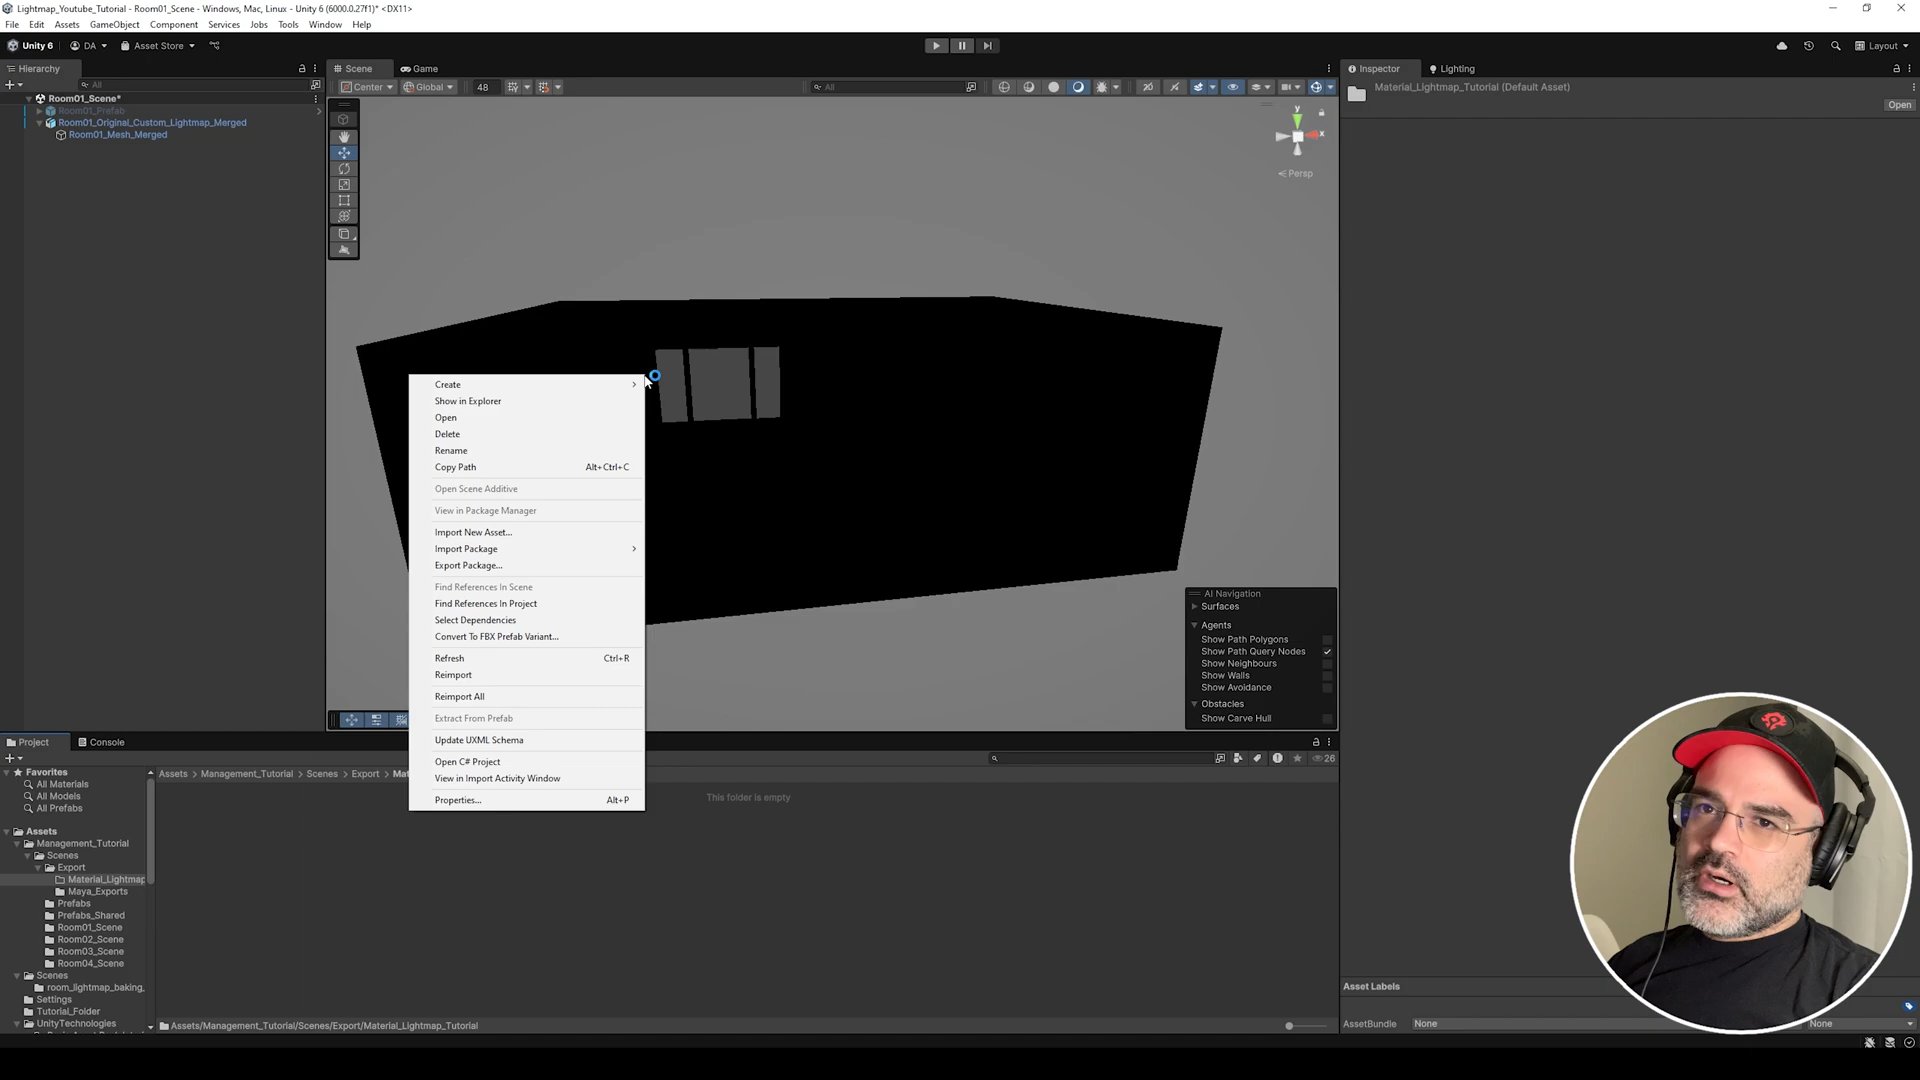 Lightmap_Youtube_Tutorial - Room01_Scene - Windows, Mac, Linux - Unity 6 (6000.0.27f1)* <DX11>
File Edit Assets GameObject Component Services Jobs Tools Window Help
Unity 6 DA Asset Store Layout
Hierarchy Scene Game Inspector Lighting
All Center Global 48 All Material_Lightmap_Tutorial (Default Asset)
Open
Room01_Scene*
Room01_Prefab
Room01_Original_Custom_Lightmap_Merged
Room01_Mesh_Merged
y
x
Persp
Create
Show in Explorer
Open
Delete
Rename
Copy Path Alt+Ctrl+C
Open Scene Additive
View in Package Manager
Import New Asset...
Import Package
Export Package...
Find References In Scene
Find References In Project
Select Dependencies
Convert To FBX Prefab Variant...
Refresh Ctrl+R
Reimport
Reimport All
Extract From Prefab
Update UXML Schema
Open C# Project
View in Import Activity Window
Properties... Alt+P
AI Navigation
Surfaces
Agents
Show Path Polygons
Show Path Query Nodes
Show Neighbours
Show Walls
Show Avoidance
Obstacles
Show Carve Hull
Project Console
26
Favorites
All Materials
All Models
All Prefabs
Assets > Management_Tutorial > Scenes > Export > Mat
This folder is empty
Assets
Management_Tutorial
Scenes
Export
Material_Lightmap
Maya_Exports
Prefabs
Prefabs_Shared
Room01_Scene
Room02_Scene
Room03_Scene
Room04_Scene
Scenes
room_lightmap_baking_
Settings
Tutorial_Folder
UnityTechnologies
Assets/Management_Tutorial/Scenes/Export/Material_Lightmap_Tutorial
Asset Labels
AssetBundle None None